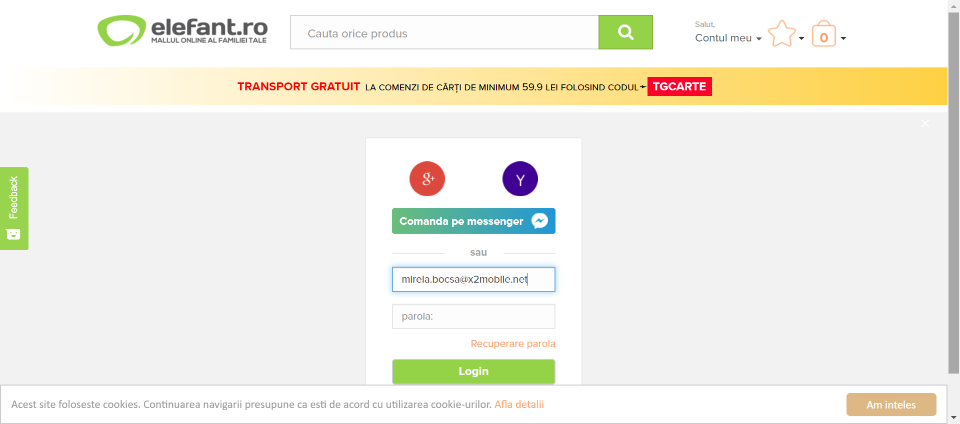 elefant.ro
MALLUL ONLINE AL FAMILIEI TALE
Cauta orice produs
Salut,
Contul meu
0
TRANSPORT GRATUIT LA COMENZI DE CĂRȚI DE MINIMUM 59.9 LEI FOLOSIND CODUL TGCARTE
Feedback
g+
Y
Comanda pe messenger
sau
mirela.bocsa@x2mobile.net
parola:
Recuperare parola
Login
Acest site foloseste cookies. Continuarea navigarii presupune ca esti de acord cu utilizarea cookie-urilor. Afla detalii
Am inteles